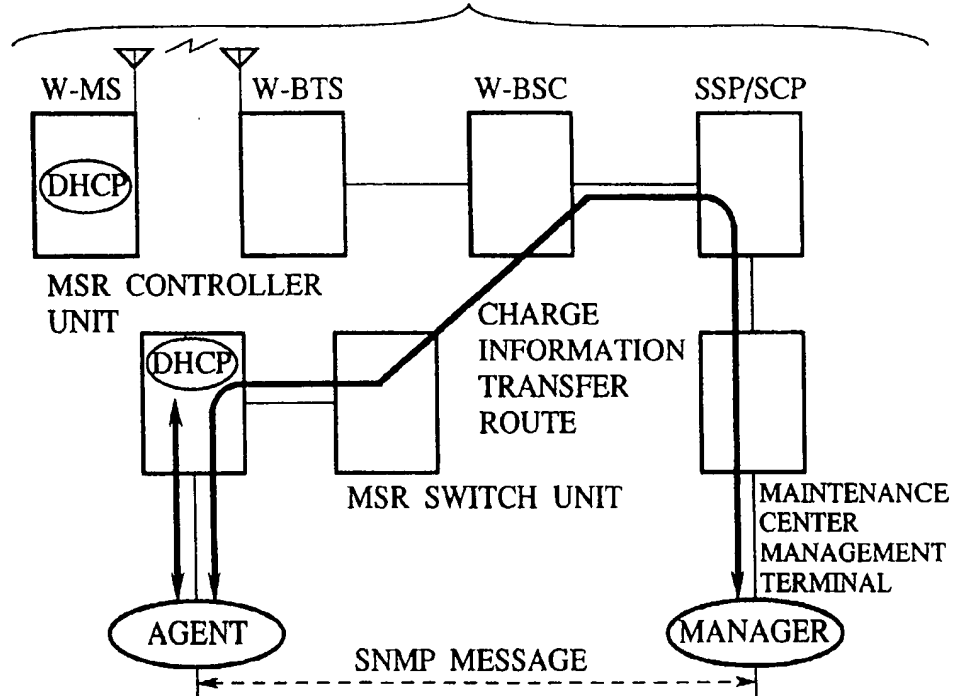 W-MS
W-BTS
W-BSC
SSP/SCP
DHCP
MSR CONTROLLER
UNIT
DHCP
CHARGE
INFORMATION
TRANSFER
ROUTE
MSR SWITCH UNIT
MAINTENANCE
CENTER
MANAGEMENT
TERMINAL
AGENT
MANAGER
SNMP MESSAGE